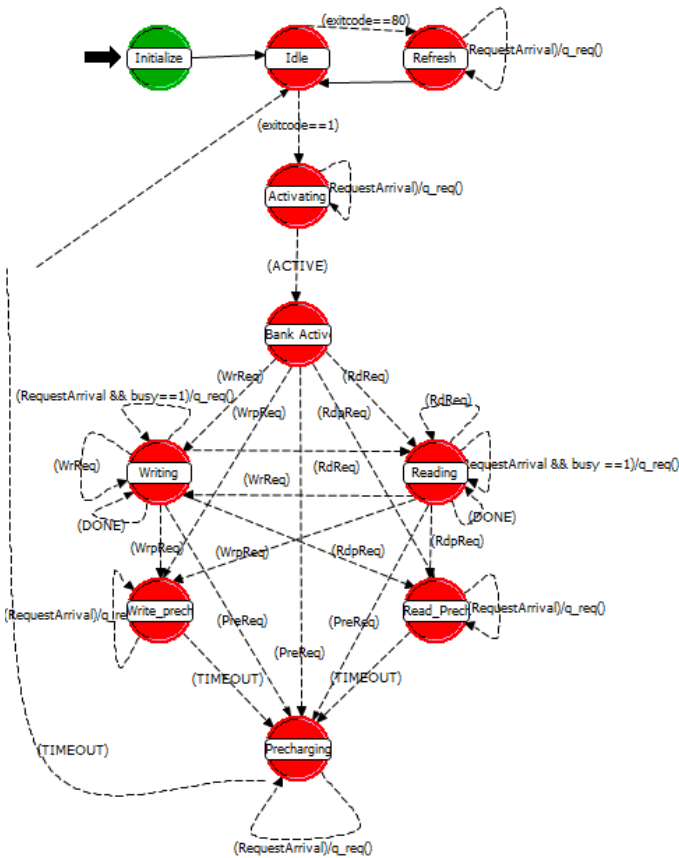 (exitcode==80)
Initialize
Idle
Refresh
(RequestArrival)/q_req()
(exitcode==1)
Activating
RequestArrival)/q_req()
(ACTIVE)
Bank Active
(WrReq)
(RdReq)
(RequestArrival && busy==1)/q_req()
(WrpReq)
(RdpReq)
(RdReq)
(WrReq)
Writing
(RdReq)
Reading
RequestArrival && busy ==1)/q_req()
(WrReq)
(DONE)
(DONE)
(WrpReq)
(WrpReq)
(RdpReq)
(RdpReq)
(RequestArrival)/q_re
Write_prech
(PreReq)
(PreReq)
Read_Prech
(RequestArrival)/q_req()
(PreReq)
(TIMEOUT)
(TIMEOUT)
(TIMEOUT)
Precharging
(RequestArrival)/q_req()